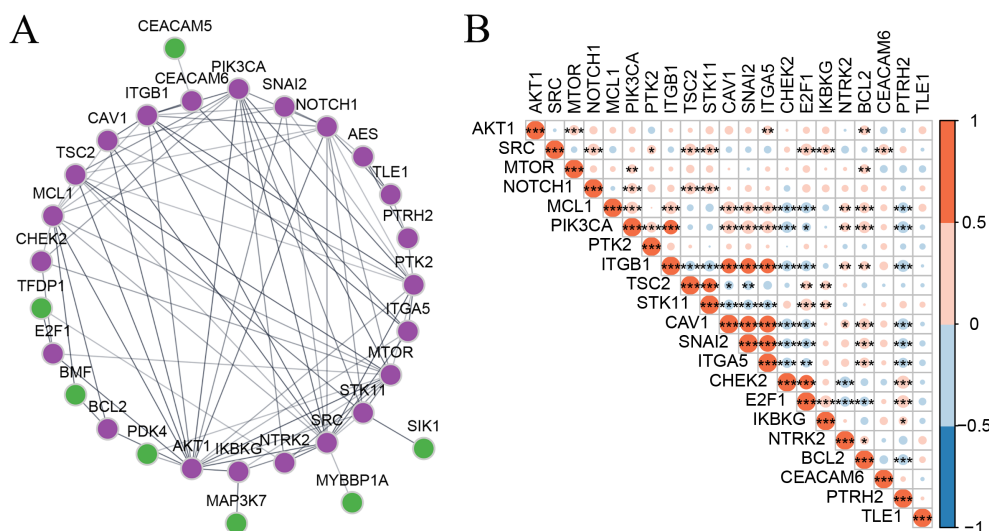 A
CEACAM5
PIK3CA
CEACAM6
SNAI2
ITGB1
NOTCH1
CAV1
AES
TSC2
TLE1
MCL1
PTRH2
CHEK2
PTK2
TFDP1
ITGA5
E2F1
MTOR
BMF
STK11
BCL2
SRC
PDK4
SIK1
AKT1
IKBKG
NTRK2
MYBBP1A
MAP3K7
B
AKT1 SRC MTOR NOTCH1 MCL1 PIK3CA PTK2 ITGB1 TSC2 STK11 CAV1 SNAI2 ITGA5 CHEK2 E2F1 IKBKG NTRK2 BCL2 CEACAM6 PTRH2 TLE1
AKT1 *** *** ** **
SRC *** *** * *** *** *** *** ***
MTOR *** ** **
NOTCH1 *** *** *** ***
MCL1
PIK3CA
PTK2 ***
ITGB1
TSC2
STK11
CAV1
SNAI2
ITGA5
CHEK2 *** *** *** ***
E2F1
IKBKG *** *
NTRK2 *** *
BCL2 *** ***
CEACAM6 ***
PTRH2 ***
TLE1 ***
1
0.5
0
−0.5
−1